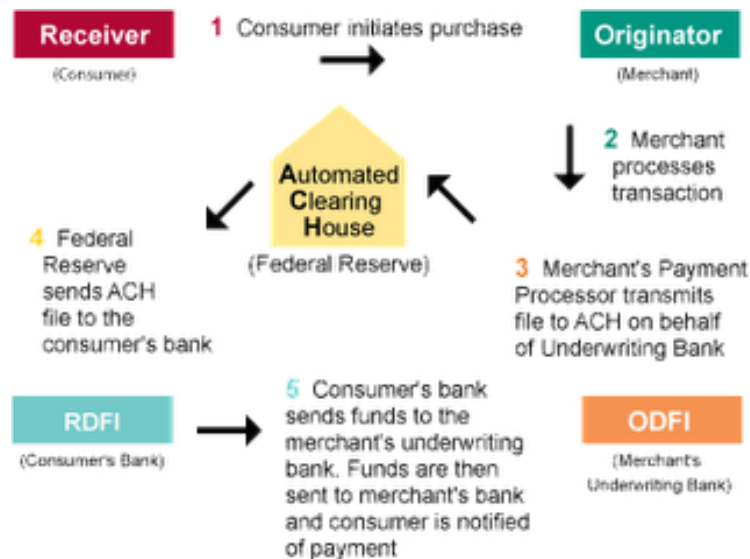 Receiver
(Consumer)
1 Consumer initiates purchase
Originator
(Merchant)
2 Merchant
processes
transaction
Automated
Clearing
House
(Federal Reserve)
3 Merchant's Payment
Processor transmits
file to ACH on behalf
of Underwriting Bank
4 Federal
Reserve
sends ACH
file to the
consumer's bank
RDFI
(Consumer's Bank)
5 Consumer's bank
sends funds to the
merchant's underwriting
bank. Funds are then
sent to merchant's bank
and consumer is notified
of payment
ODFI
(Merchant's
Underwriting Bank)